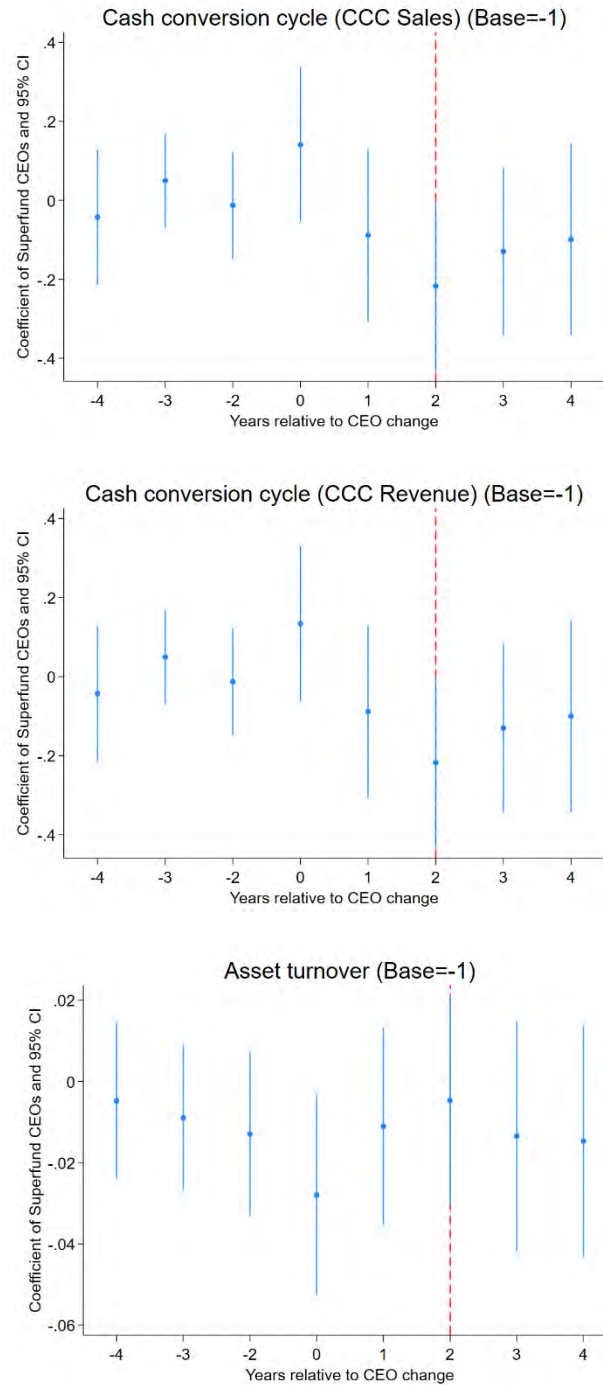 Cash conversion cycle (CCC Sales) (Base=-1)
Coefficient of Superfund CEOs and 95% CI
.4
.2
0
-.2
-.4
-4 -3 -2 0 1 2 3 4
Years relative to CEO change
Cash conversion cycle (CCC Revenue) (Base=-1)
Coefficient of Superfund CEOs and 95% CI
.4
.2
0
-.2
-.4
-4 -3 -2 0 1 2 3 4
Years relative to CEO change
Asset turnover (Base=-1)
Coefficient of Superfund CEOs and 95% CI
.02
0
-.02
-.04
-.06
-4 -3 -2 0 1 2 3 4
Years relative to CEO change